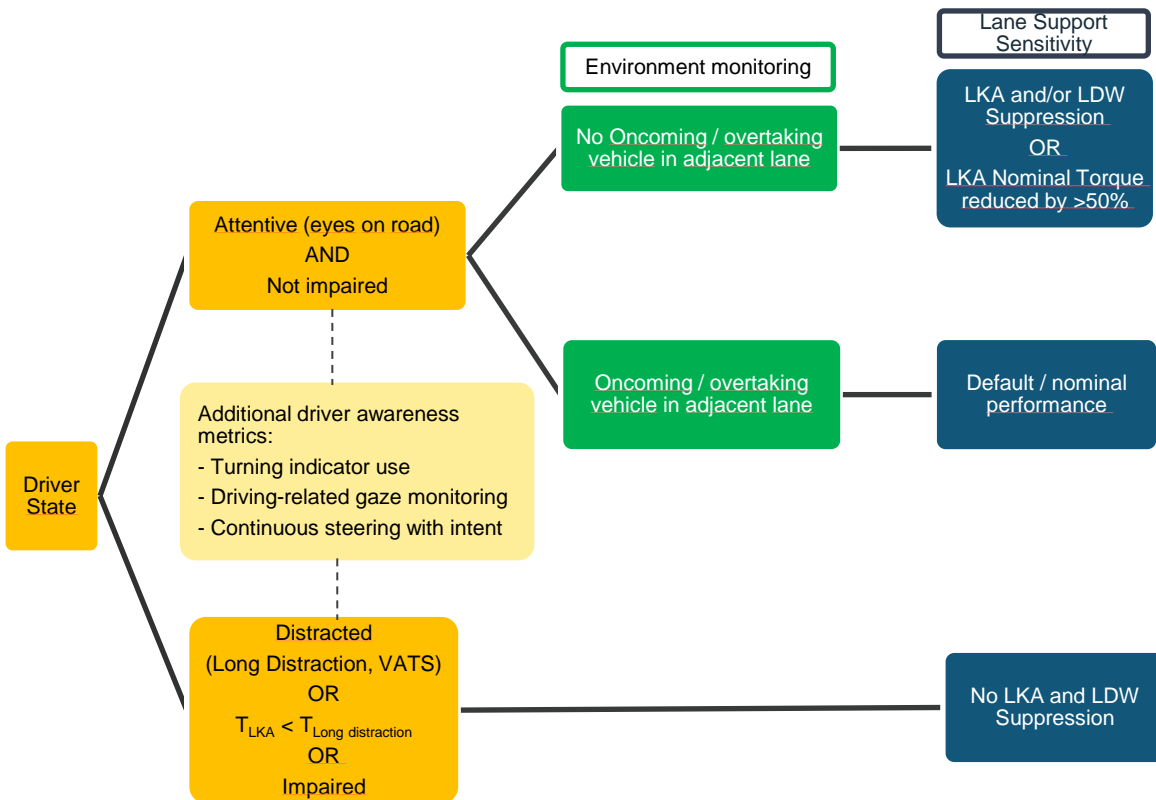 Lane Support
Sensitivity
Environment monitoring
LKA and/or LDW
Suppression
OR
LKA Nominal Torque
reduced by >50%
No Oncoming / overtaking
vehicle in adjacent lane
Attentive (eyes on road)
AND
Not impaired
Oncoming / overtaking
vehicle in adjacent lane
Default / nominal
performance
Additional driver awareness
metrics:
- Turning indicator use
- Driving-related gaze monitoring
- Continuous steering with intent
Driver
State
Distracted
(Long Distraction, VATS)
OR
T_LKA < T_Long distraction
OR
Impaired
No LKA and LDW
Suppression